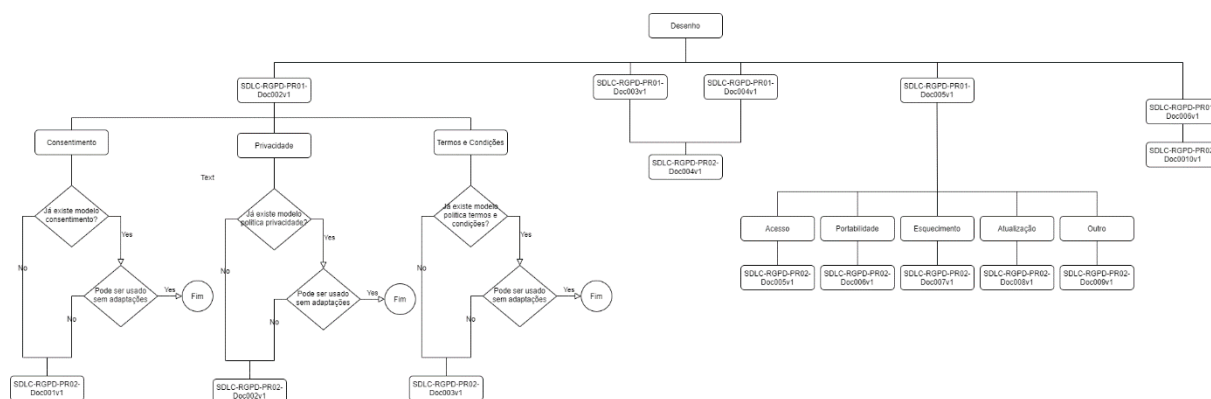 Desenho
SDLC-RGPD-PR01-
Doc002v1
SDLC-RGPD-PR01-
Doc003v1
SDLC-RGPD-PR01-
Doc004v1
SDLC-RGPD-PR01-
Doc005v1
SDLC-RGPD-PR01-
Doc006v1
SDLC-RGPD-PR02-
Doc0010v1
SDLC-RGPD-PR02-
Doc004v1
Consentimento
Privacidade
Termos e Condições
Text
Já existe modelo
consentimento?
Já existe modelo
política privacidade?
Já existe modelo
política termos e
condições?
Yes
Yes
Yes
No
No
No
Pode ser usado
sem adaptações
Yes
Fim
Pode ser usado
sem adaptações
Yes
Fim
Pode ser usado
sem adaptações
Yes
Fim
No
No
No
SDLC-RGPD-PR02-
Doc001v1
SDLC-RGPD-PR02-
Doc002v1
SDLC-RGPD-PR02-
Doc003v1
Acesso
Portabilidade
Esquecimento
Atualização
Outro
SDLC-RGPD-PR02-
Doc005v1
SDLC-RGPD-PR02-
Doc006v1
SDLC-RGPD-PR02-
Doc007v1
SDLC-RGPD-PR02-
Doc008v1
SDLC-RGPD-PR02-
Doc009v1